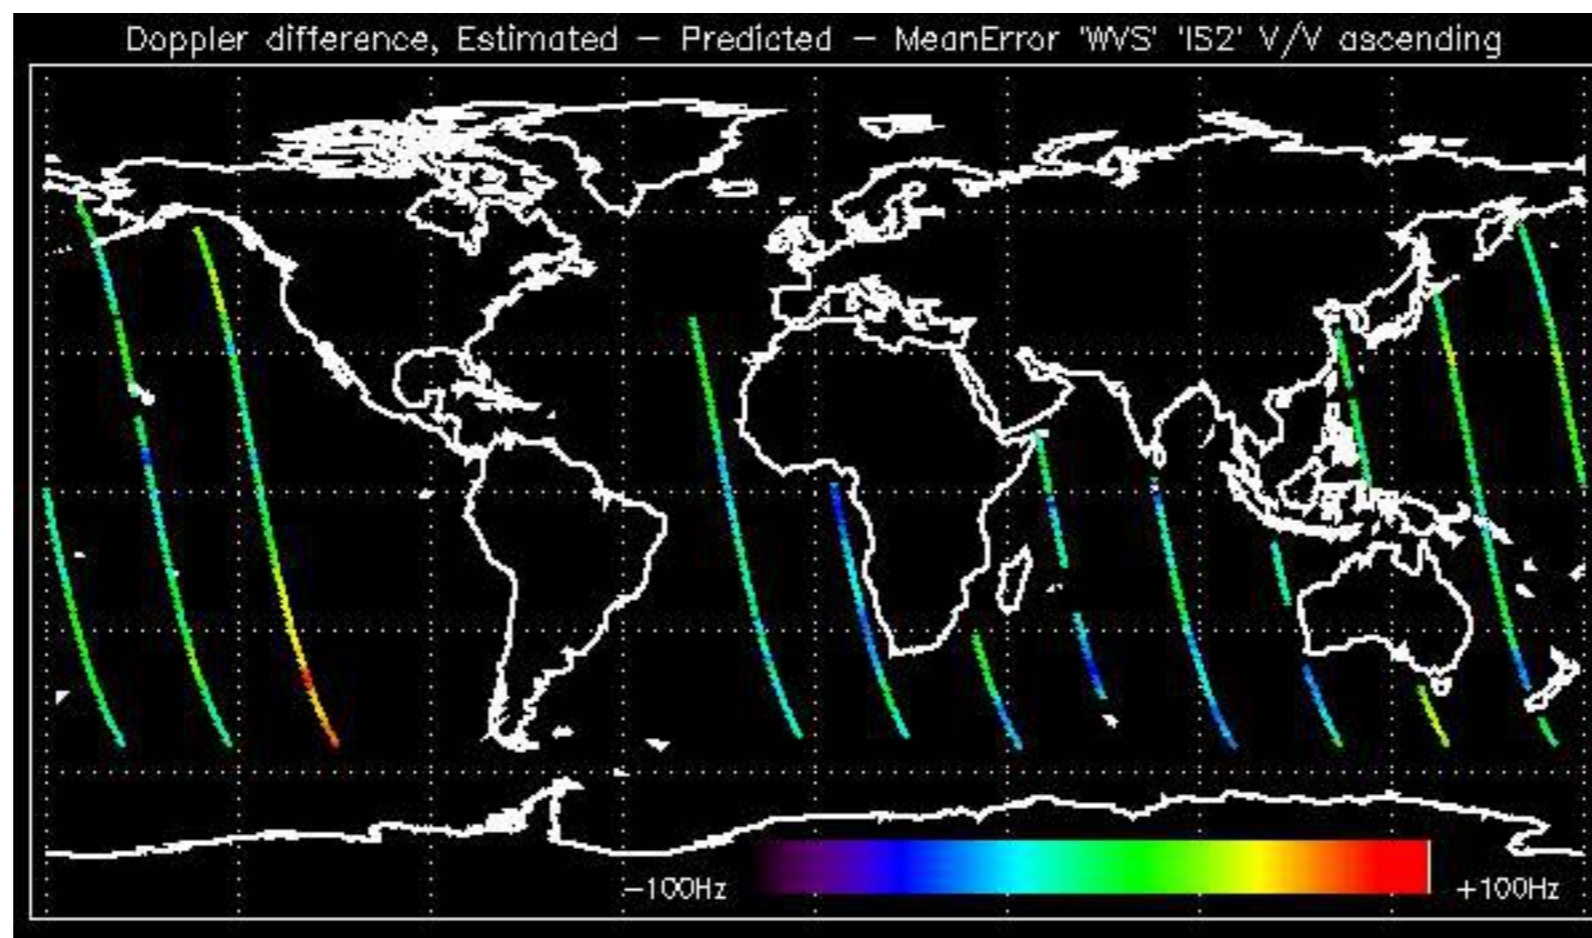 Doppler difference, Estimated - Predicted - MeanError 'WVS' 'IS2' V/V ascending
-100Hz
+100Hz